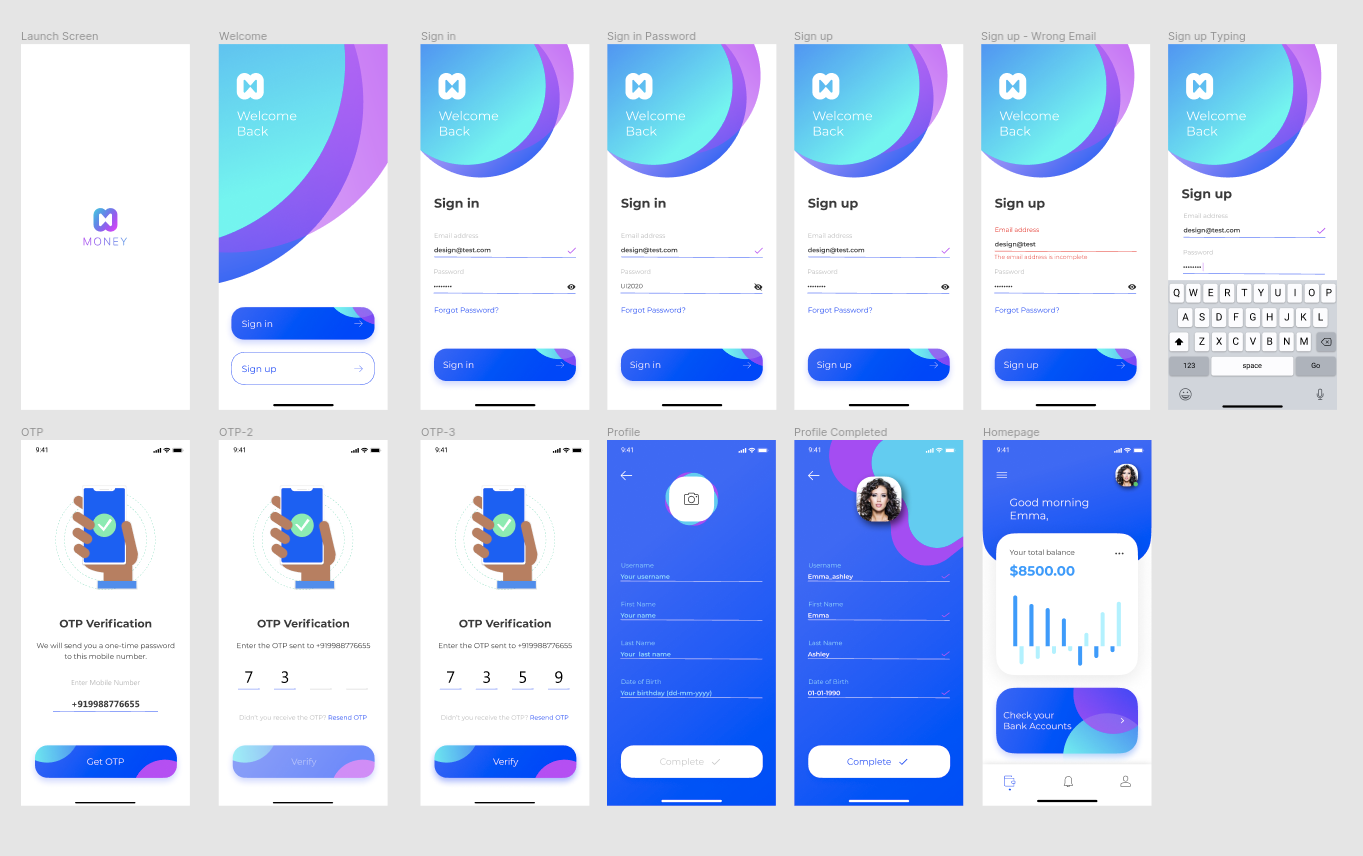 Launch Screen
MONEY
Welcome
Welcome
Back
Sign in
Sign up
Sign in
Welcome
Back
Sign in
Email address
design@test.com
Password
••••••••
Forgot Password?
Sign in
Sign in Password
Welcome
Back
Sign in
Email address
design@test.com
Password
UI2020
Forgot Password?
Sign in
Sign up
Welcome
Back
Sign up
Email address
design@test.com
Password
••••••••
Forgot Password?
Sign up
Sign up - Wrong Email
Welcome
Back
Sign up
Email address
design@test
The email address is incomplete
Password
••••••••
Forgot Password?
Sign up
Sign up Typing
Welcome
Back
Sign up
Email address
design@test.com
Password
••••••••
Q W E R T Y U I O P
A S D F G H J K L
Z X C V B N M
123 space Go
OTP
9:41
OTP Verification
We will send you a one-time password
to this mobile number.
Enter Mobile Number
+919988776655
Get OTP
OTP-2
9:41
OTP Verification
Enter the OTP sent to +919988776655
7 3
Didn't you receive the OTP? Resend OTP
Verify
OTP-3
9:41
OTP Verification
Enter the OTP sent to +919988776655
7 3 5 9
Didn't you receive the OTP? Resend OTP
Verify
Profile
9:41
Username
Your username
First Name
Your name
Last Name
Your last name
Date of Birth
Your birthday (dd-mm-yyyy)
Complete
Profile Completed
9:41
Username
Emma_ashley
First Name
Emma
Last Name
Ashley
Date of Birth
01-01-1990
Complete
Homepage
9:41
Good morning
Emma,
Your total balance
$8500.00
Check your
Bank Accounts